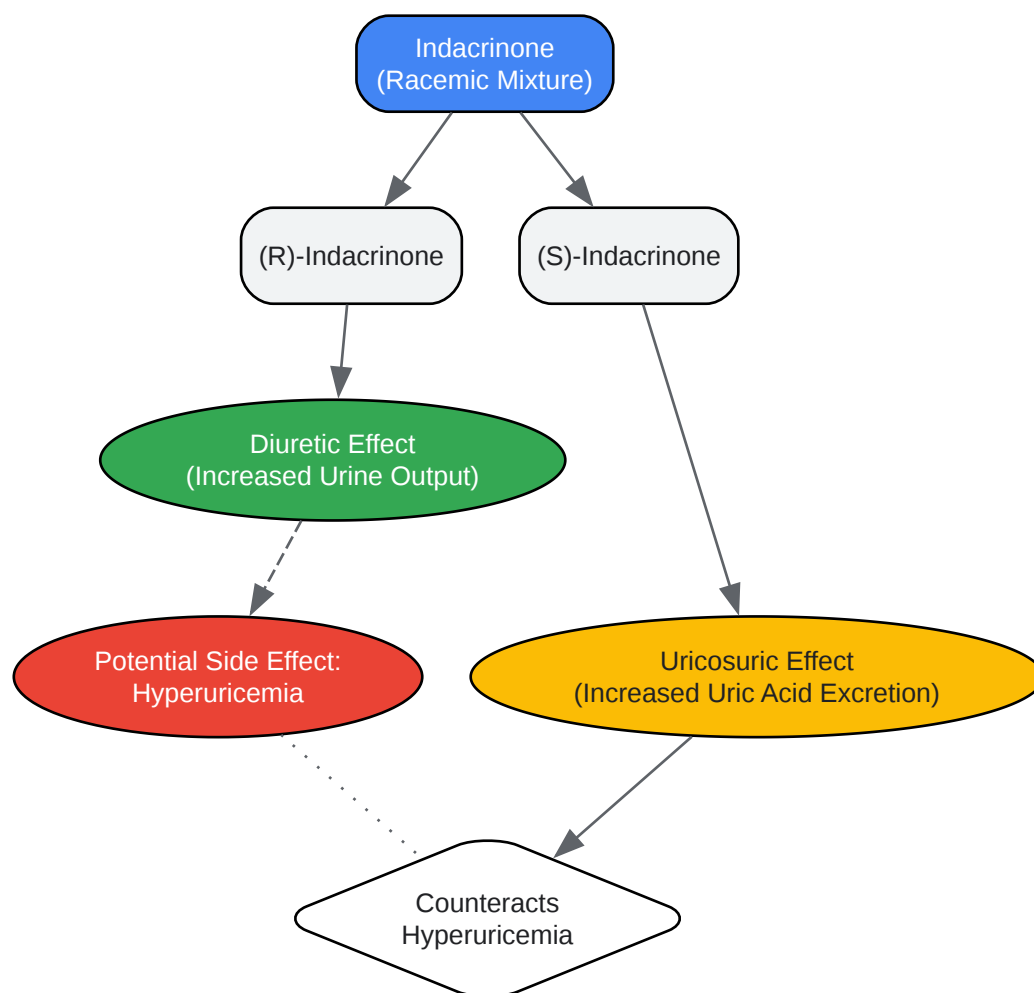 Indacrinone
(Racemic Mixture)
(R)-Indacrinone
(S)-Indacrinone
Diuretic Effect
(Increased Urine Output)
Potential Side Effect:
Hyperuricemia
Uricosuric Effect
(Increased Uric Acid Excretion)
Counteracts
Hyperuricemia